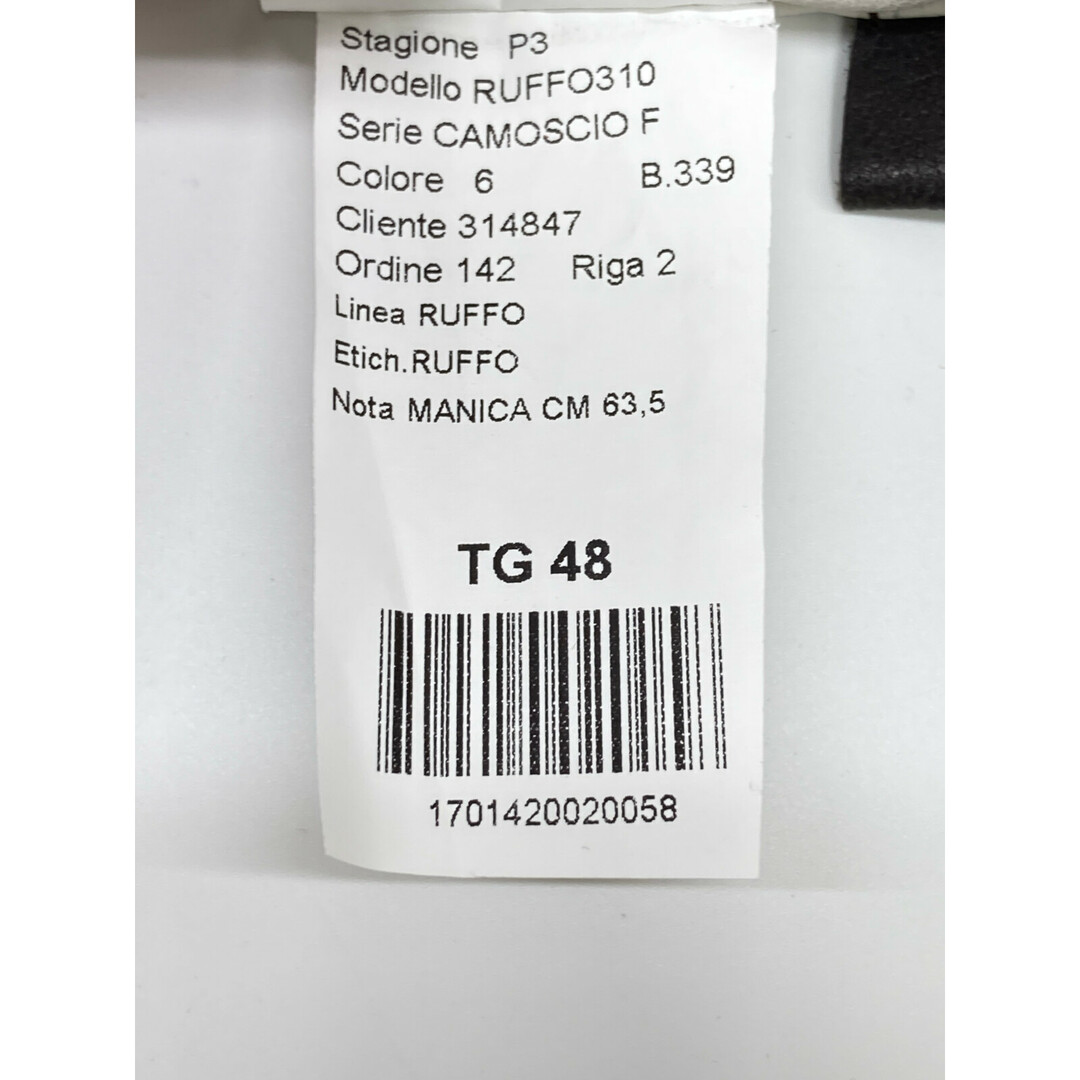 Stagione P3
Modello RUFFO310
Serie CAMOSCIO F
Colore 6 B.339
Cliente 314847
Ordine 142 Riga 2
Linea RUFFO
Etich.RUFFO
Nota MANICA CM 63,5
TG 48
1701420020058